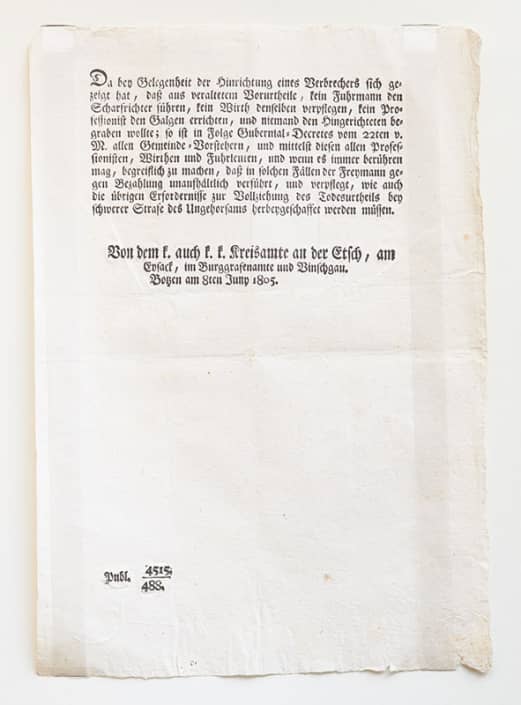 Da bey Gelegenheit der Hinrichtung eines Verbrechers sich ge-
zeigt hat, daß aus veraltetem Vorurtheile, kein Fuhrmann den
Scharfrichter führen, kein Wirth denselben verpflegen, kein Pro-
fessionist den Galgen errichten, und niemand den Hingerichteten be-
graben wollte; so ist in Folge Gubernial-Decretes vom 22ten v.
M. allen Gemeinde-Vorstehern, und mittelst diesen allen Profes-
sionisten, Wirthen und Fuhrleuten, und wenn es immer berühren
mag, begreiflich zu machen, daß in solchen Fällen der Freymann ge-
gen Bezahlung unaufhältlich verführt, und verpflegt, wie auch
die übrigen Erfordernisse zur Vollziehung des Todesurtheils bey
schwerer Strafe des Ungehorsams herbeygeschaffet werden müssen.
Von dem k. auch k. k. Kreisamte an der Etsch, am
Eysack, im Burggrafenamte und Vinschgau.
Botzen am 8ten Juny 1805.
Publ. 4515.
488.